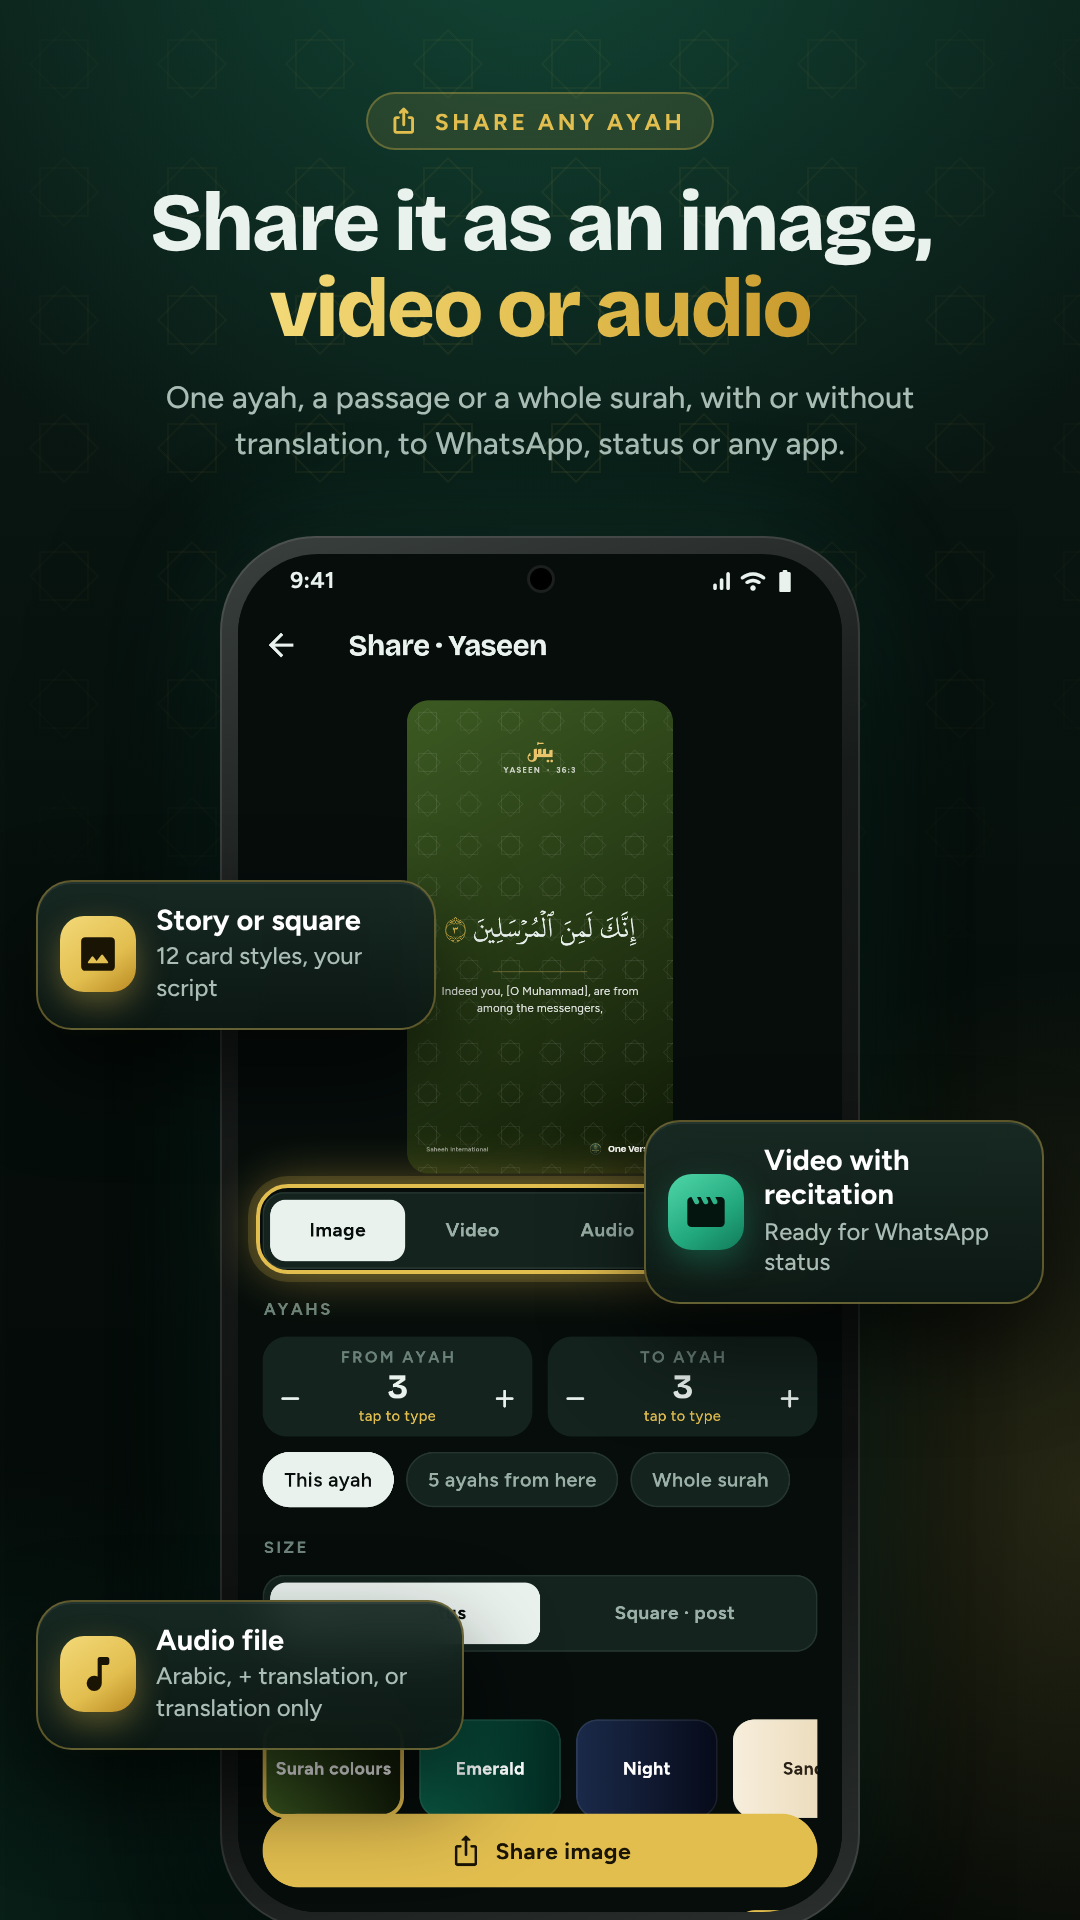 SHARE ANY AYAH
Share it as an image,
video or audio
One ayah, a passage or a whole surah, with or without
translation, to WhatsApp, status or any app.
9:41
Share · Yaseen
يسٓ
YASEEN · 36:3
إِنَّكَ لَمِنَ ٱلْمُرْسَلِينَ ٣
Indeed you, [O Muhammad], are from
among the messengers,
Saheeh International
One
Story or square
12 card styles, your
script
Video with
recitation
Ready for WhatsApp
status
Image
Video
Audio
AYAHS
FROM AYAH
3
tap to type
TO AYAH
3
tap to type
This ayah
5 ayahs from here
Whole surah
SIZE
Square · post
Audio file
Arabic, + translation, or
translation only
Surah colours
Emerald
Night
Share image